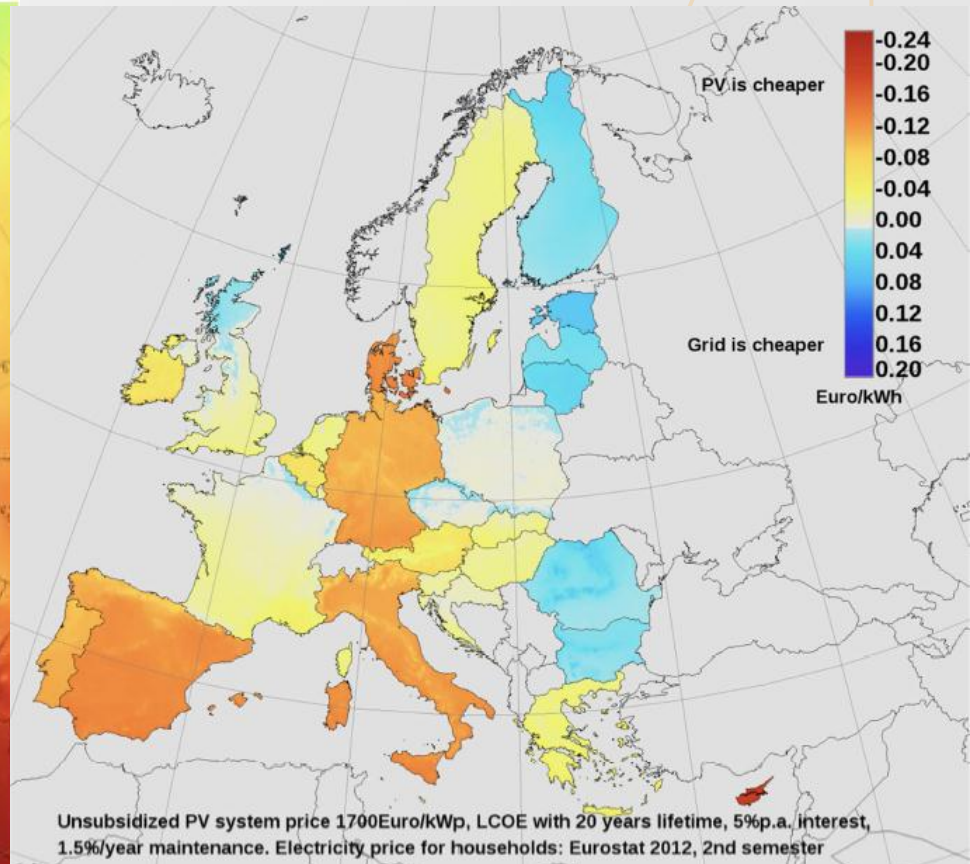 -0.24
-0.20
PV is cheaper
-0.16
-0.12
-0.08
-0.04
0.00
0.04
0.08
0.12
Grid is cheaper
0.16
0.20
Euro/kWh
Unsubsidized PV system price 1700Euro/kWp, LCOE with 20 years lifetime, 5%p.a. interest,
1.5%/year maintenance. Electricity price for households: Eurostat 2012, 2nd semester